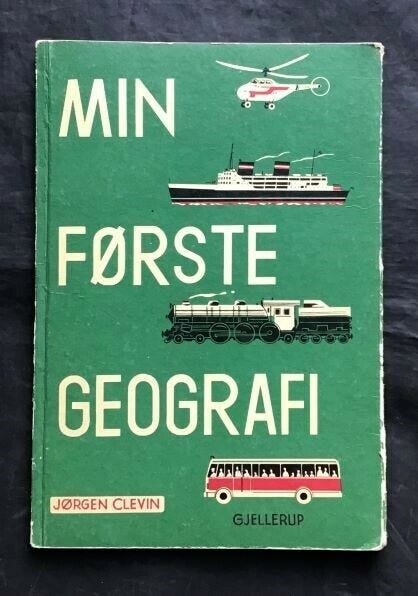 MIN
FØRSTE
GEOGRAFI
JØRGEN CLEVIN
GJELLERUP